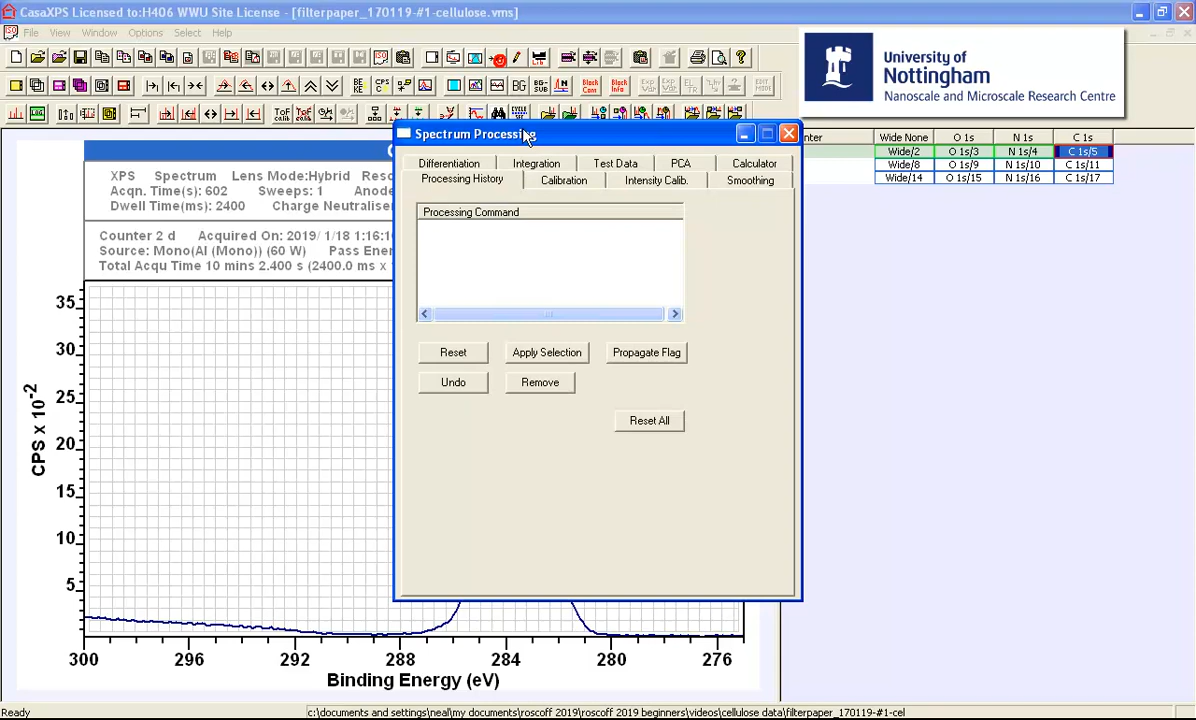 CasaXPS Licensed to:H406 WWU Site License - [filterpaper_170119-#1-cellulose.vms]
File View Window Options Select Help
University of
Nottingham
Nanoscale and Microscale Research Centre
Spectrum Processing
Differentiation Integration Test Data PCA Calculator
Processing History Calibration Intensity Calib. Smoothing
Processing Command
Reset Apply Selection Propagate Flag
Undo Remove
Reset All
nter Wide None O 1s N 1s C 1s
Wide/2 O 1s/3 N 1s/4 C 1s/5
Wide/8 O 1s/9 N 1s/10 C 1s/11
Wide/14 O 1s/15 N 1s/16 C 1s/17
XPS Spectrum Lens Mode:Hybrid Reso
Acqn. Time(s): 602 Sweeps: 1 Anode
Dwell Time(ms): 2400 Charge Neutraliser
Counter 2 d Acquired On: 2019/ 1/18 1:16:1
Source: Mono(Al (Mono)) (60 W) Pass Ener
Total Acqu Time 10 mins 2.400 s (2400.0 ms x
CPS x 10-2
35
30
25
20
15
10
5
300 296 292 288 284 280 276
Binding Energy (eV)
Ready c:\documents and settings\neal\my documents\roscoff 2019\roscoff 2019 beginners\videos\cellulose data\filterpaper_170119-#1-cel